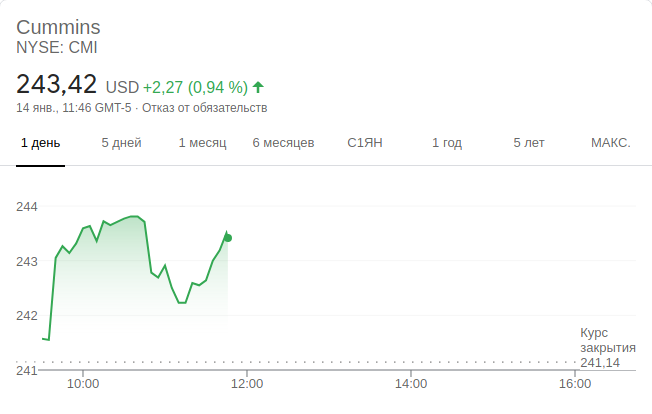 Cummins
NYSE: CMI
243,42 USD +2,27 (0,94 %)
14 янв., 11:46 GMT-5 · Отказ от обязательств
1 день 5 дней 1 месяц 6 месяцев С1ЯН 1 год 5 лет МАКС.
244
243
242
241
Курс
закрытия
241,14
10:00 12:00 14:00 16:00